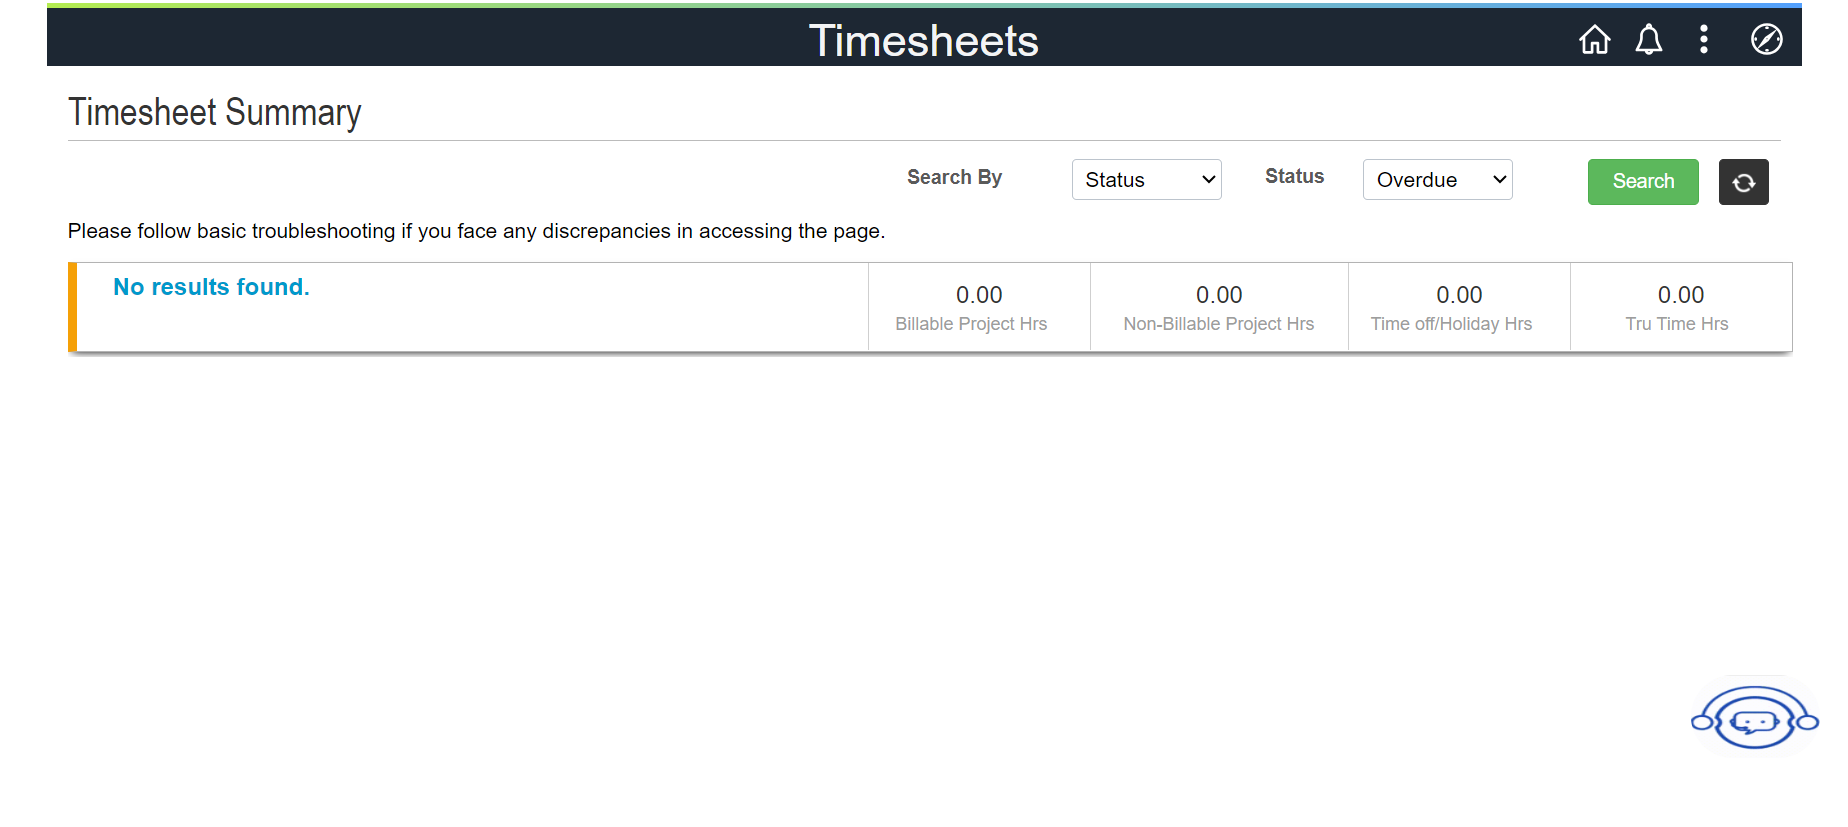 Timesheets
Timesheet Summary
Search By Status Status Overdue Search
Please follow basic troubleshooting if you face any discrepancies in accessing the page.
No results found.
0.00 0.00 0.00 0.00
Billable Project Hrs Non-Billable Project Hrs Time off/Holiday Hrs Tru Time Hrs